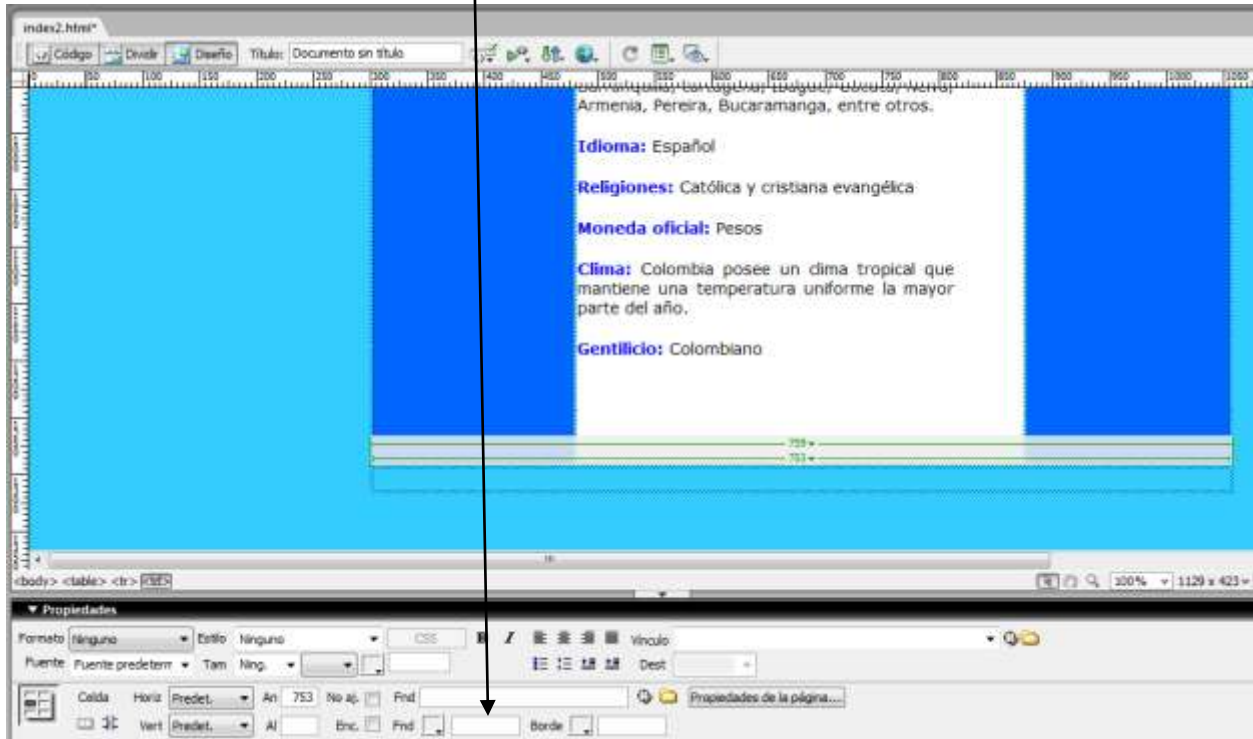 index2.html*
Código Dividir Diseño Título: Documento sin título
Armenia, Pereira, Bucaramanga, entre otros.
Idioma: Español
Religiones: Católica y cristiana evangélica
Moneda oficial: Pesos
Clima: Colombia posee un clima tropical que
mantiene una temperatura uniforme la mayor
parte del año.
Gentilicio: Colombiano
759
753
<body> <table> <tr> <td> 100% 1129 x 423
Propiedades
Formato Ninguno Estilo Ninguno CSS B I Vínculo
Fuente Fuente predeterm Tam Ning. Dest
Celda Horiz Predet. An 753 No aj. Fnd Propiedades de la página...
Vert Predet. Al Enc. Fnd Borde